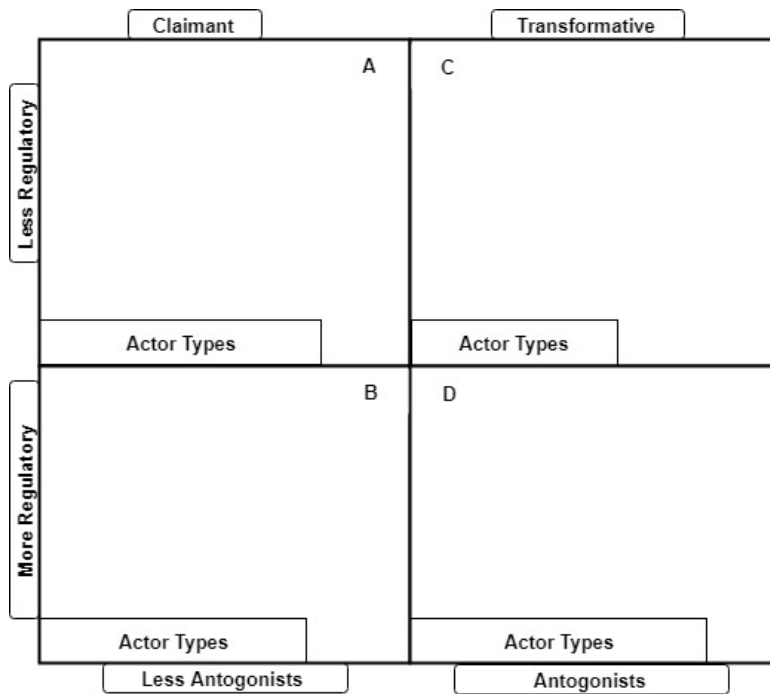 Claimant
Transformative
A
C
Less Regulatory
Actor Types
Actor Types
B
D
More Regulatory
Actor Types
Actor Types
Less Antogonists
Antogonists